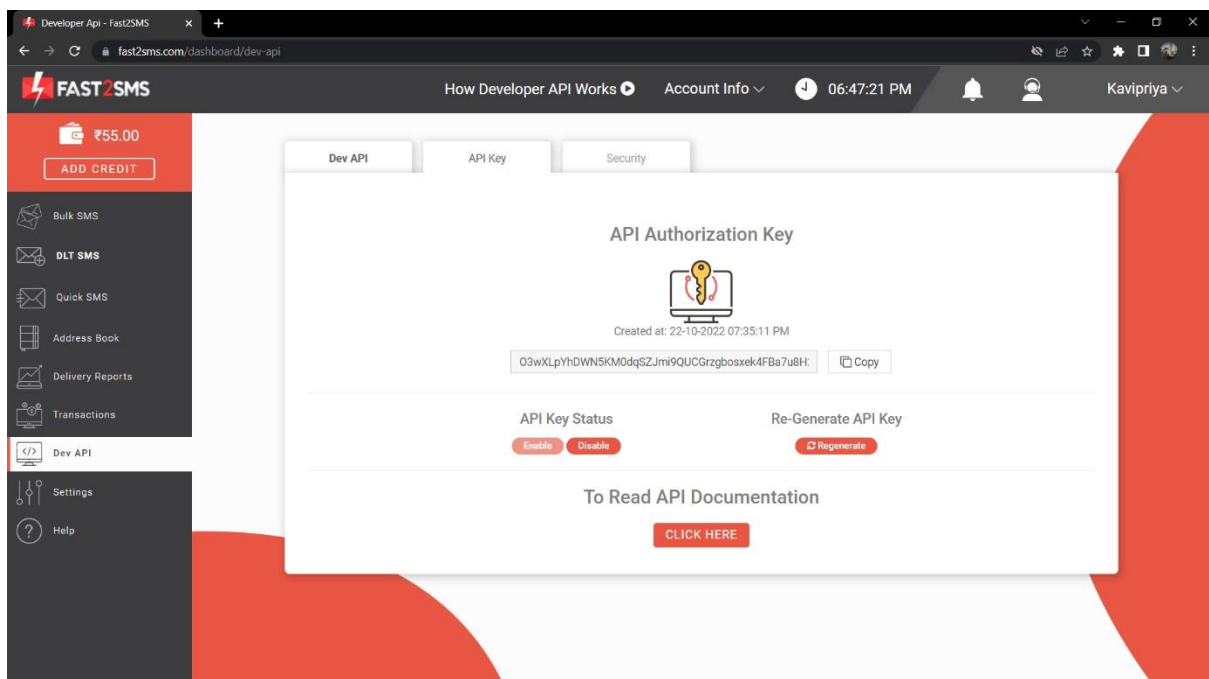 Developer Api - Fast2SMS
fast2sms.com/dashboard/dev-api
FAST2SMS
How Developer API Works
Account Info
06:47:21 PM
Kavipriya
₹55.00
ADD CREDIT
Bulk SMS
DLT SMS
Quick SMS
Address Book
Delivery Reports
Transactions
Dev API
Settings
Help
Dev API
API Key
Security
API Authorization Key
Created at: 22-10-2022 07:35:11 PM
Copy
API Key Status
Enable
Disable
Re-Generate API Key
Regenerate
To Read API Documentation
CLICK HERE